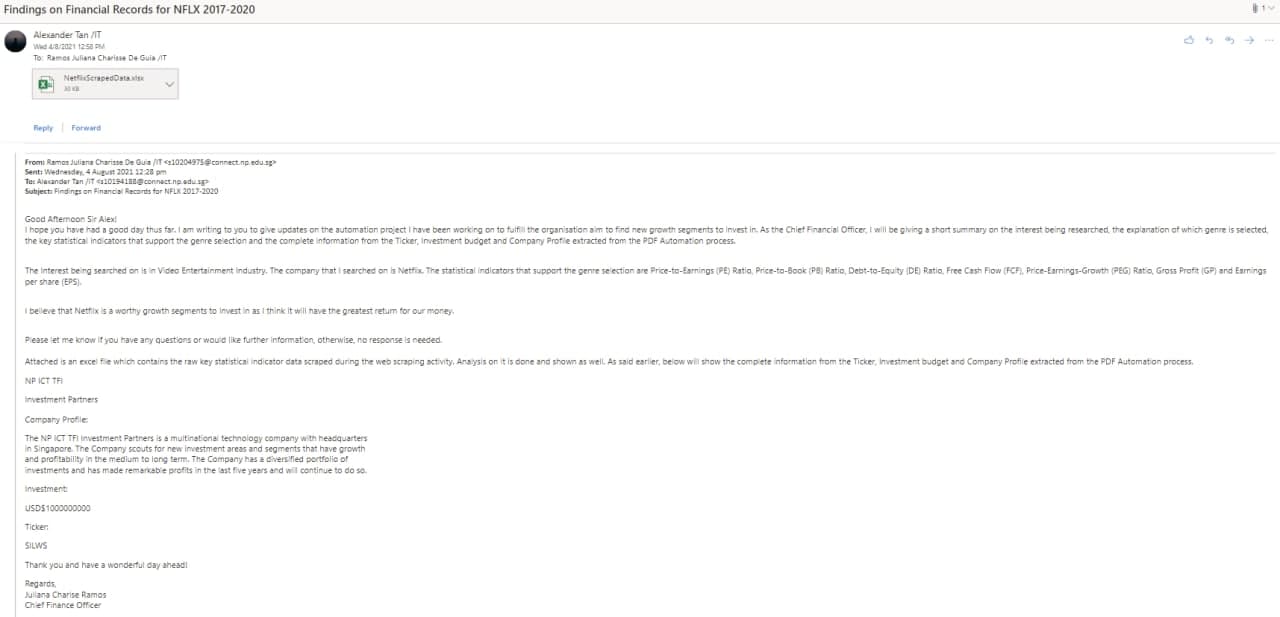 Findings on Financial Records for NFLX 2017-2020
1
Alexander Tan /IT
Wed 4/8/2021 12:58 PM
To: Ramos Juliana Charisse De Guia /IT
NetflixScrapedData.xlsx
30 KB
Reply | Forward
From: Ramos Juliana Charisse De Guia /IT <s10204975@connect.np.edu.sg>
Sent: Wednesday, 4 August 2021 12:28 pm
To: Alexander Tan /IT <s10194188@connect.np.edu.sg>
Subject: Findings on Financial Records for NFLX 2017-2020
Good Afternoon Sir Alex!
I hope you have had a good day thus far. I am writing to you to give updates on the automation project I have been working on to fulfill the organisation aim to find new growth segments to invest in. As the Chief Financial Officer, I will be giving a short summary on the interest being researched, the explanation of which genre is selected,
the key statistical indicators that support the genre selection and the complete information from the Ticker, Investment budget and Company Profile extracted from the PDF Automation process.
The Interest being searched on is in Video Entertainment Industry. The company that I searched on is Netflix. The statistical indicators that support the genre selection are Price-to-Earnings (PE) Ratio, Price-to-Book (PB) Ratio, Debt-to-Equity (DE) Ratio, Free Cash Flow (FCF), Price-Earnings-Growth (PEG) Ratio, Gross Profit (GP) and Earnings
per share (EPS).
I believe that Netflix is a worthy growth segments to invest in as I think it will have the greatest return for our money.
Please let me know if you have any questions or would like further information, otherwise, no response is needed.
Attached is an excel file which contains the raw key statistical indicator data scraped during the web scraping activity. Analysis on it is done and shown as well. As said earlier, below will show the complete information from the Ticker, Investment budget and Company Profile extracted from the PDF Automation process.
NP ICT TFI
Investment Partners
Company Profile:
The NP ICT TFI Investment Partners is a multinational technology company with headquarters
in Singapore. The Company scouts for new investment areas and segments that have growth
and profitability in the medium to long term. The Company has a diversified portfolio of
investments and has made remarkable profits in the last five years and will continue to do so.
Investment:
USD$1000000000
Ticker:
SILWS
Thank you and have a wonderful day ahead!
Regards,
Juliana Charise Ramos
Chief Finance Officer